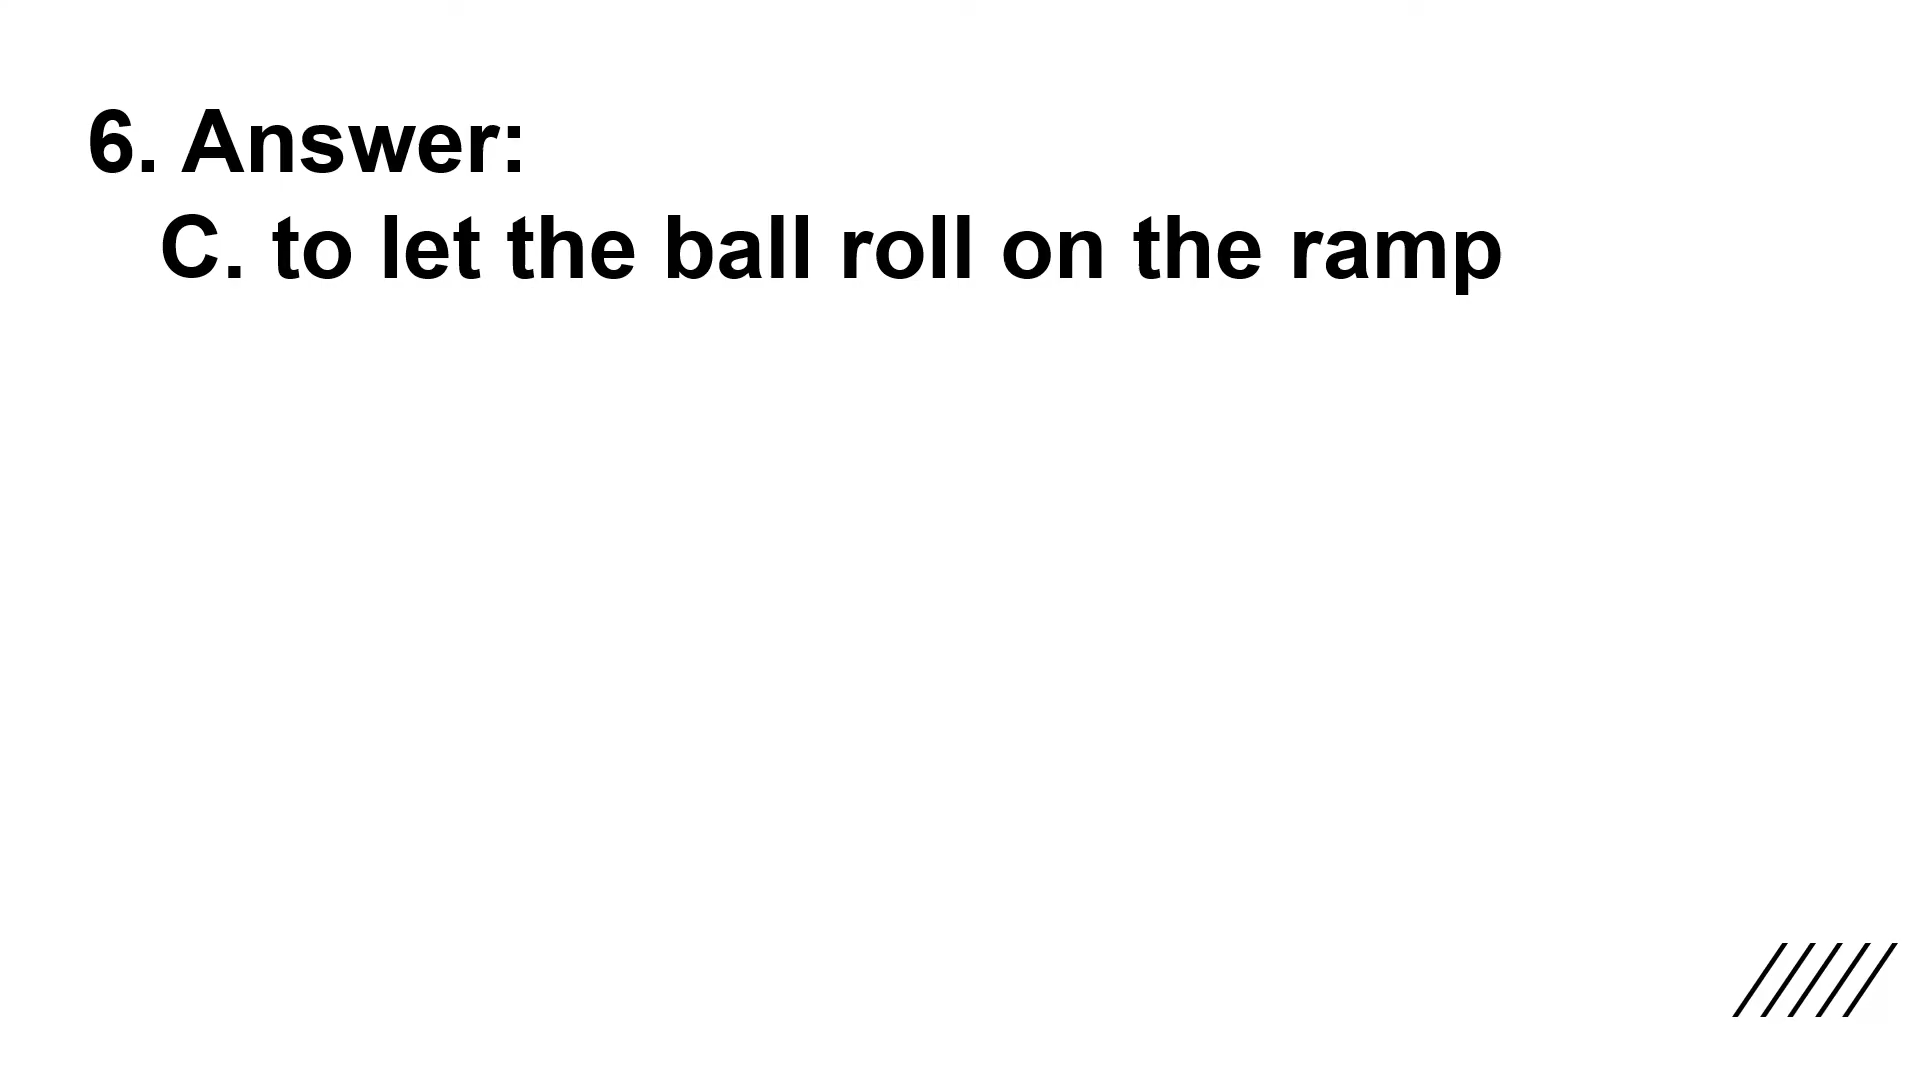 6. Answer:
C. to let the ball roll on the ramp